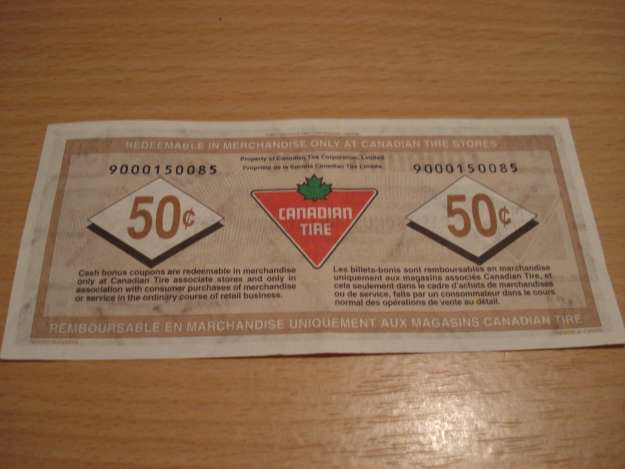 REDEEMABLE IN MERCHANDISE ONLY AT CANADIAN TIRE STORES
Property of Canadian Tire Corporation, Limited
Propriété de la Société Canadian Tire Limitée
9000150085
9000150085
50¢
CANADIAN
TIRE
50¢
Cash bonus coupons are redeemable in merchandise
only at Canadian Tire associate stores and only in
association with consumer purchases of merchandise
or service in the ordinary course of retail business.
Les billets-bonis sont remboursables en marchandise
uniquement aux magasins associés Canadian Tire, et
cela seulement dans le cadre d'achats de marchandises
ou de service, faits par un consommateur dans le cours
normal des opérations de vente au détail.
REMBOURSABLE EN MARCHANDISE UNIQUEMENT AUX MAGASINS CANADIAN TIRE